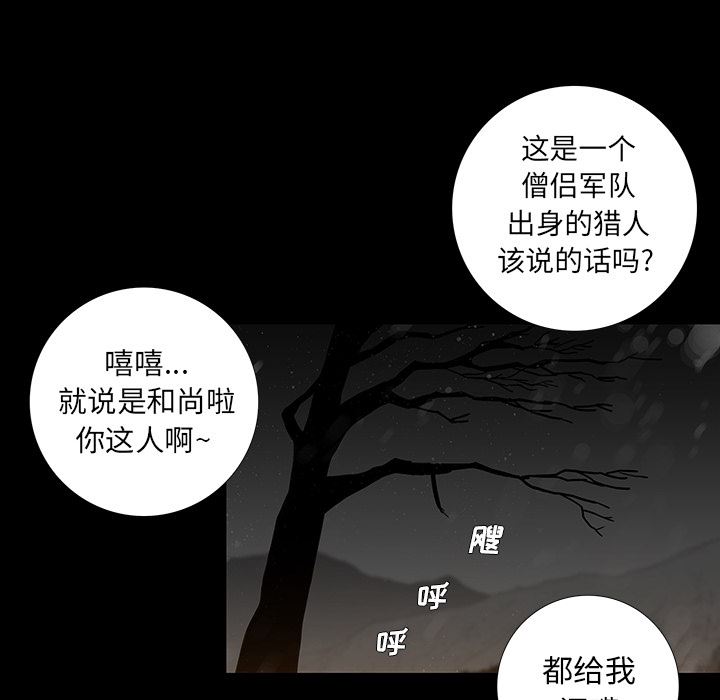 这是一个
僧侣军队
出身的猎人
该说的话吗?
嘻嘻...
就说是和尚啦
你这人啊~
飕
呼
呼
都给我